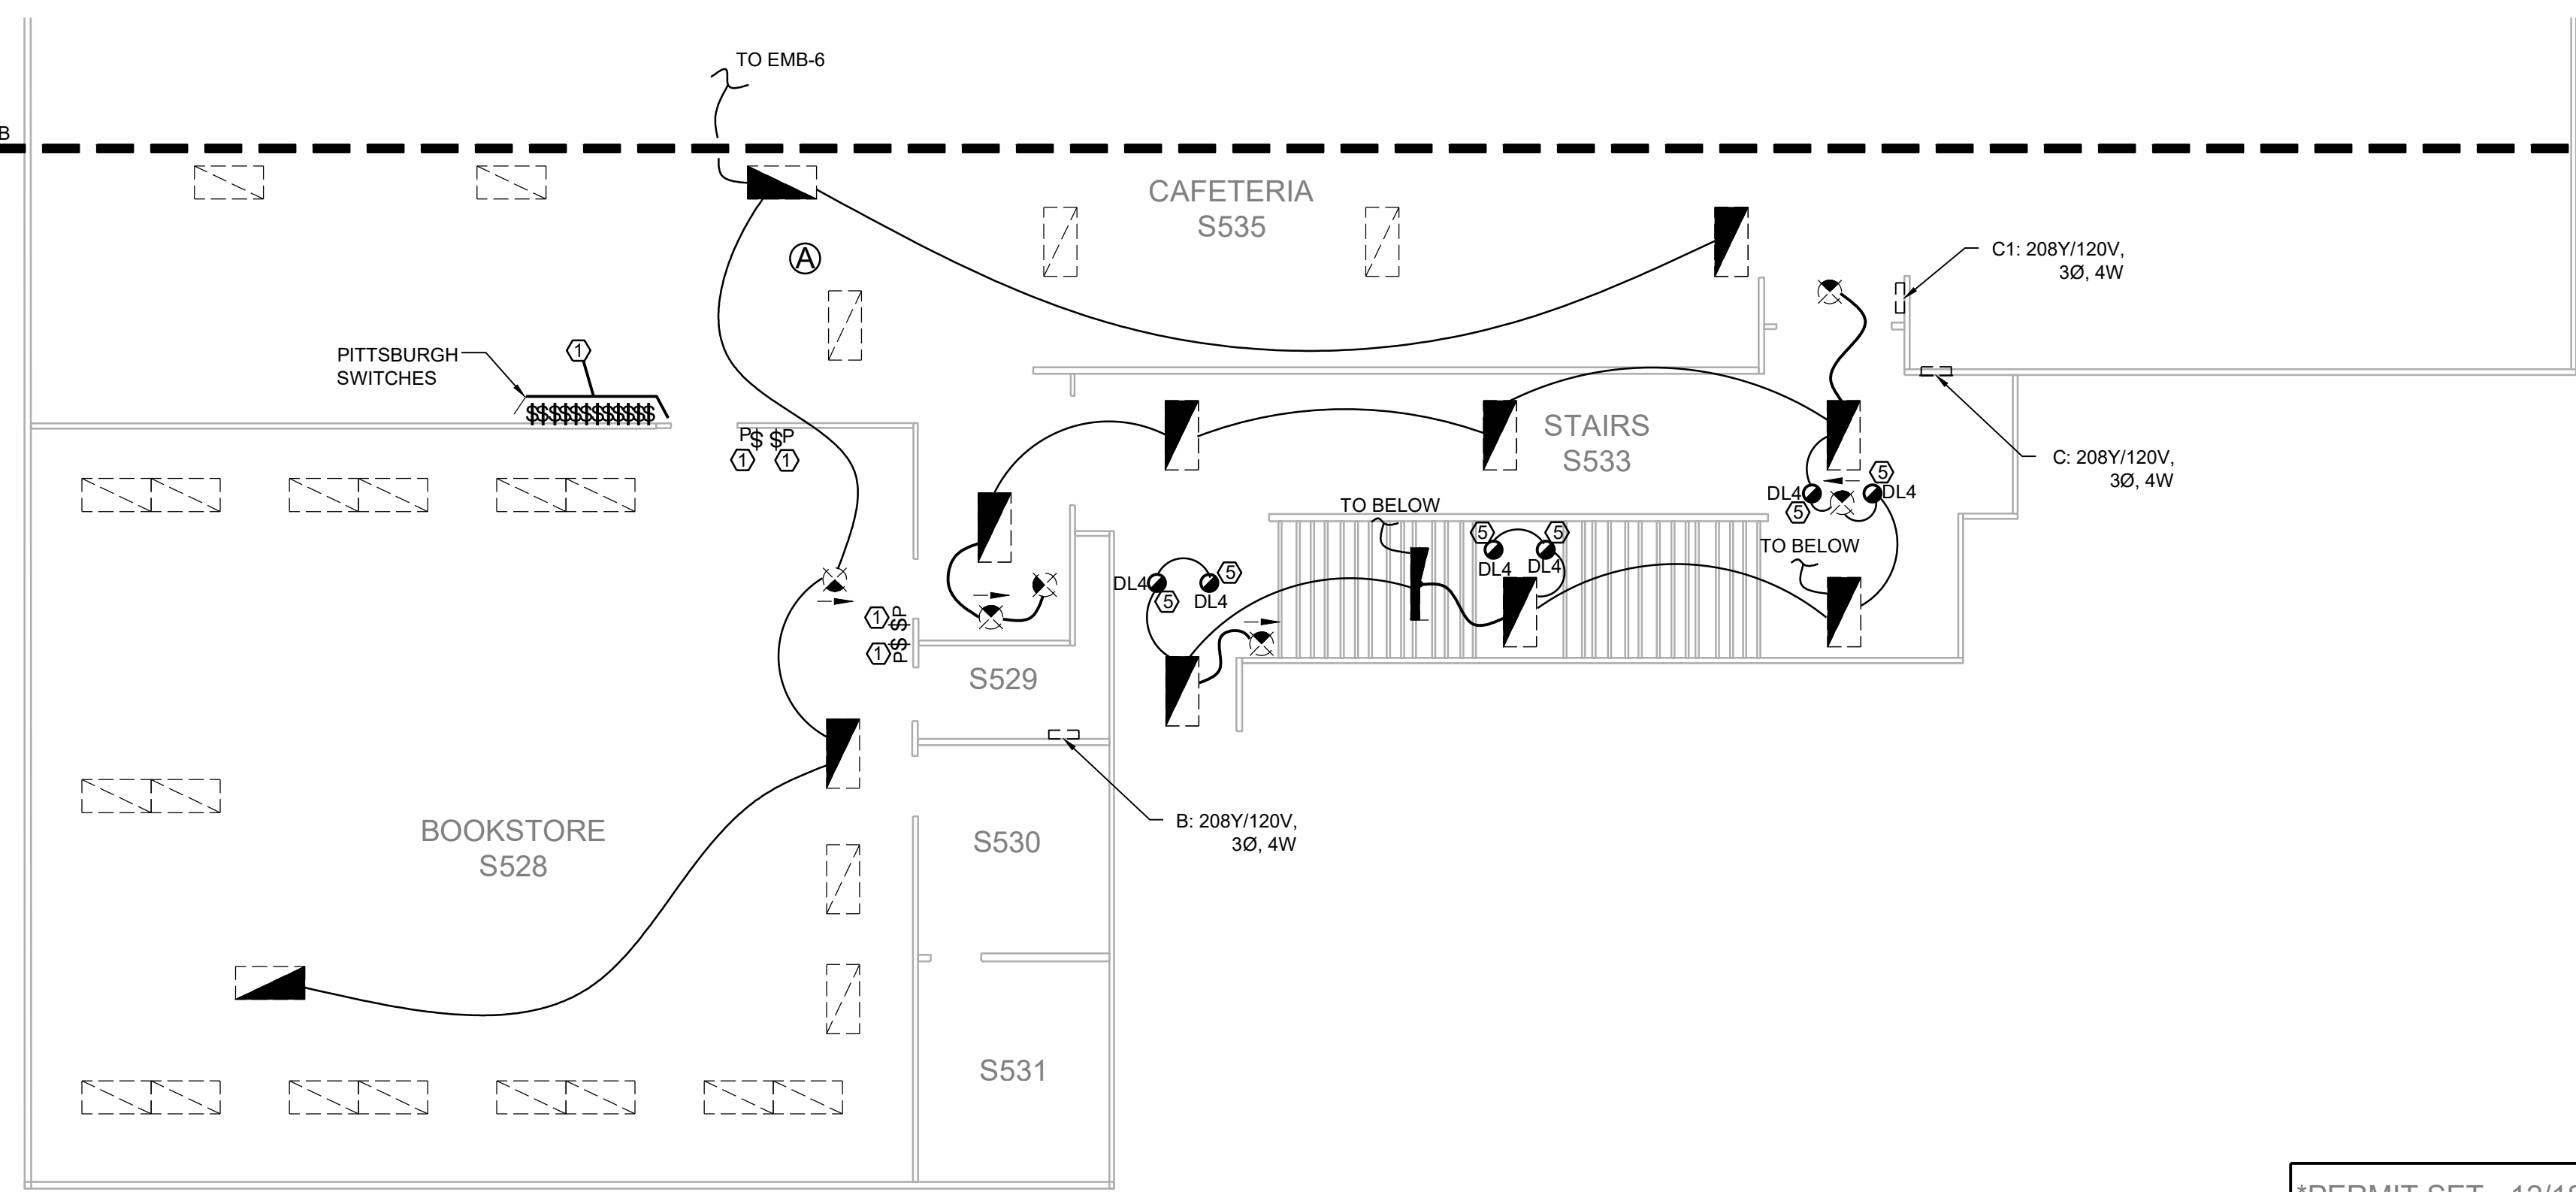 TO EMB-6
B
CAFETERIA
S535
A
C1: 208Y/120V,
3Ø, 4W
PITTSBURGH
SWITCHES
1
$$$$$$$$$$$$
P$ $P
1 1
STAIRS
S533
C: 208Y/120V,
3Ø, 4W
5
DL4 DL4
5
TO BELOW
5 5
DL4 DL4
TO BELOW
DL4 5
5 DL4
1 $P
1 P$
S529
B: 208Y/120V,
3Ø, 4W
BOOKSTORE
S528
S530
S531
*PERMIT SET